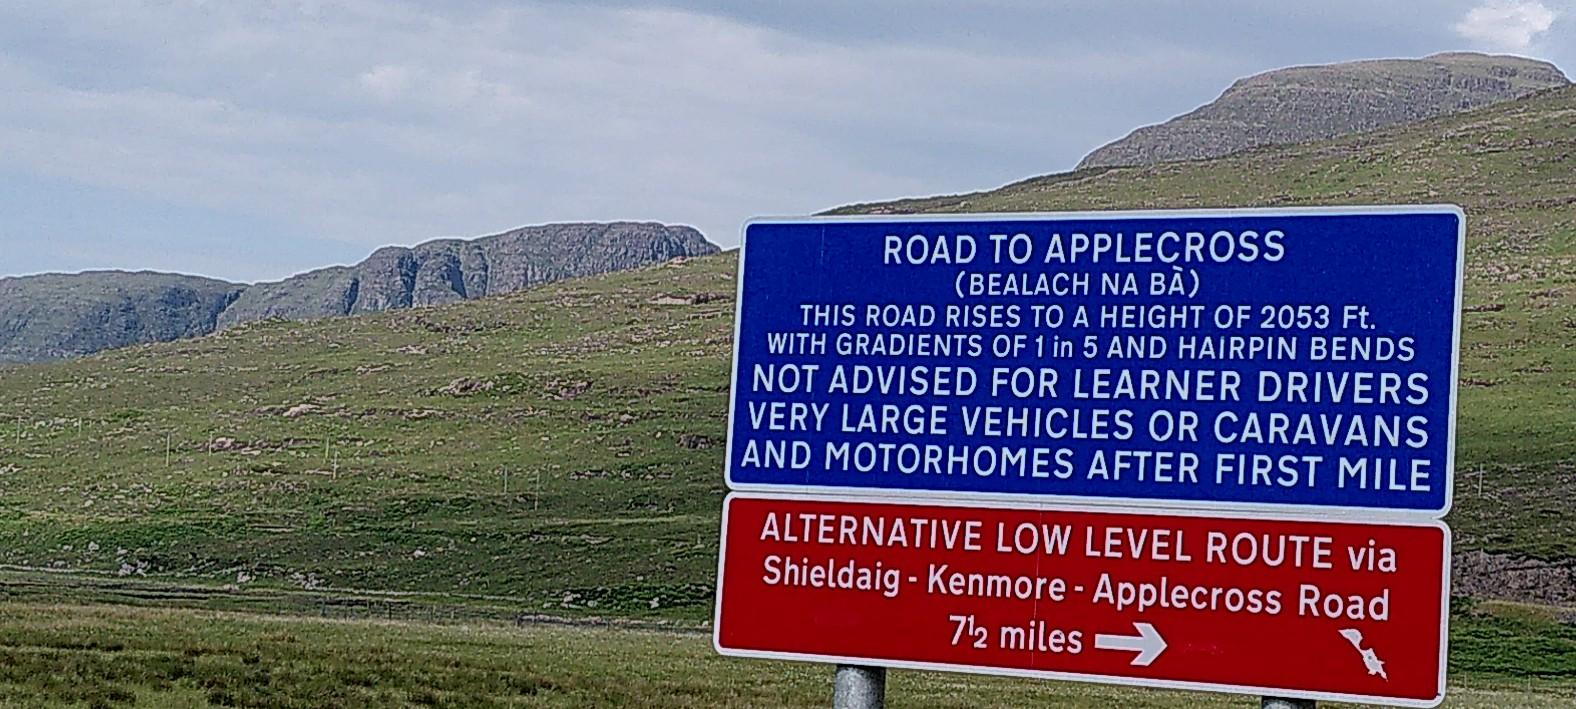 ROAD TO APPLECROSS
(BEALACH NA BÀ)
THIS ROAD RISES TO A HEIGHT OF 2053 Ft.
WITH GRADIENTS OF 1 in 5 AND HAIRPIN BENDS
NOT ADVISED FOR LEARNER DRIVERS
VERY LARGE VEHICLES OR CARAVANS
AND MOTORHOMES AFTER FIRST MILE
ALTERNATIVE LOW LEVEL ROUTE via
Shieldaig - Kenmore - Applecross Road
7½ miles